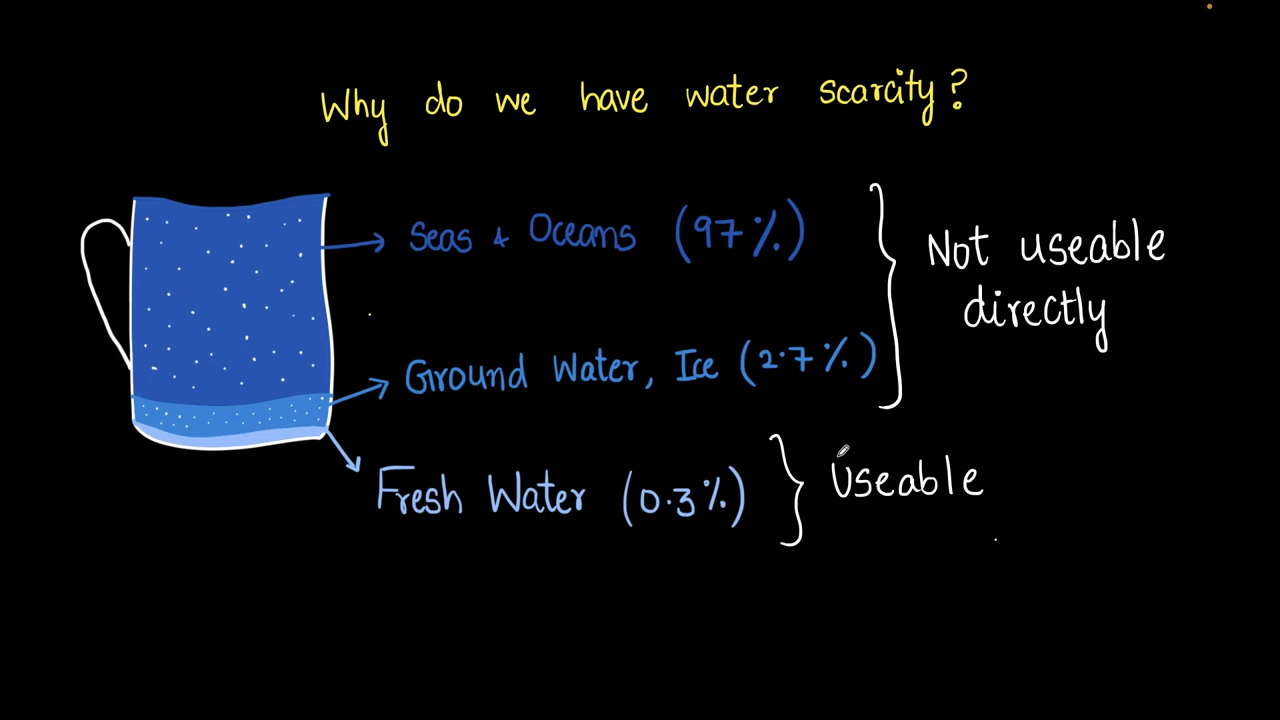 Why do we have water scarcity?
Seas & Oceans (97%)
Not useable
directly
Ground Water, Ice (2.7%)
Fresh Water (0.3%)
Useable